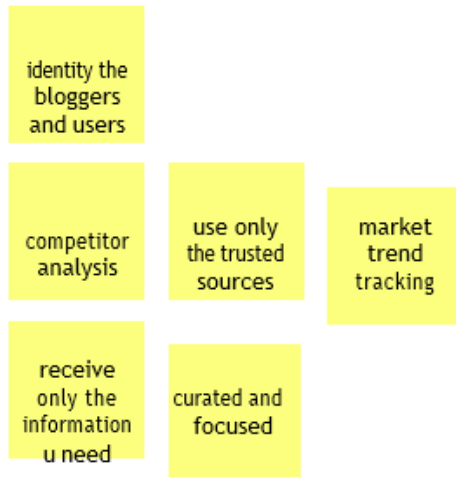 identity the
bloggers
and users
competitor
analysis
use only
the trusted
sources
market
trend
tracking
receive
only the
information
u need
curated and
focused